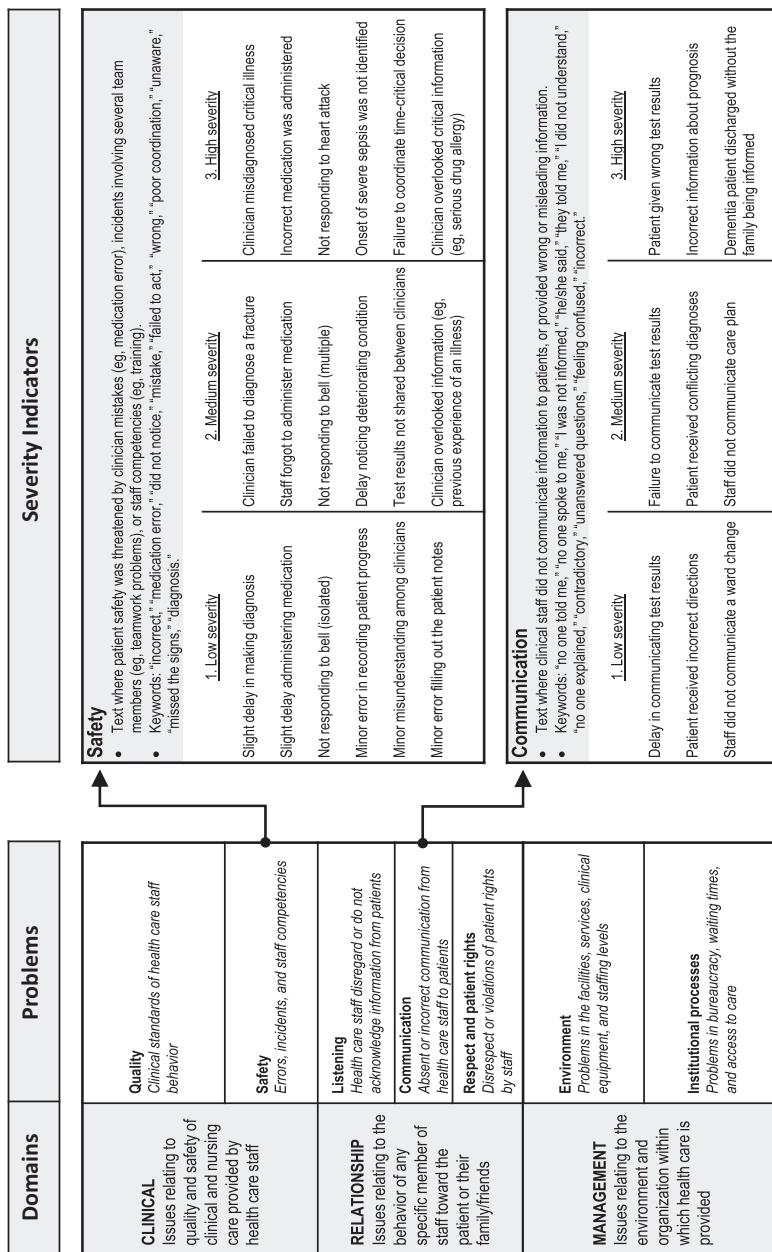 Domains
Problems
Severity Indicators
CLINICAL
Issues relating to
quality and safety of
clinical and nursing
care provided by
health care staff
Quality
Clinical standards of health care staff
behavior
Safety
Errors, incidents, and staff competencies
RELATIONSHIP
Issues relating to the
behavior of any
specific member of
staff toward the
patient or their
family/friends
Listening
Health care staff disregard or do not
acknowledge information from patients
Communication
Absent or incorrect communication from
health care staff to patients
Respect and patient rights
Disrespect or violations of patient rights
by staff
MANAGEMENT
Issues relating to the
environment and
organization within
which health care is
provided
Environment
Problems in the facilities, services, clinical
equipment, and staffing levels
Institutional processes
Problems in bureaucracy, waiting times,
and access to care
Safety
• Text where patient safety was threatened by clinician mistakes (eg, medication error), incidents involving several team
members (eg, teamwork problems), or staff competencies (eg, training).
• Keywords: “incorrect,” “medication error,” “did not notice,” “mistake,” “failed to act,” “wrong,” “poor coordination,” “unaware,”
“missed the signs,” “diagnosis.”
1. Low severity
2. Medium severity
3. High severity
Slight delay in making diagnosis
Clinician failed to diagnose a fracture
Clinician misdiagnosed critical illness
Slight delay administering medication
Staff forgot to administer medication
Incorrect medication was administered
Not responding to bell (isolated)
Not responding to bell (multiple)
Not responding to heart attack
Minor error in recording patient progress
Delay noticing deteriorating condition
Onset of severe sepsis was not identified
Minor misunderstanding among clinicians
Test results not shared between clinicians
Failure to coordinate time-critical decision
Minor error filling out the patient notes
Clinician overlooked information (eg,
previous experience of an illness)
Clinician overlooked critical information
(eg, serious drug allergy)
Communication
• Text where clinical staff did not communicate information to patients, or provided wrong or misleading information.
• Keywords: “no one told me,” “I was not informed,” “no one spoke to me,” “he/she said,” “they told me,” “I did not understand,”
“no one explained,” “contradictory,” “unanswered questions,” “feeling confused,” “incorrect.”
1. Low severity
2. Medium severity
3. High severity
Delay in communicating test results
Failure to communicate test results
Patient given wrong test results
Patient received incorrect directions
Patient received conflicting diagnoses
Incorrect information about prognosis
Staff did not communicate a ward change
Staff did not communicate care plan
Dementia patient discharged without the
family being informed